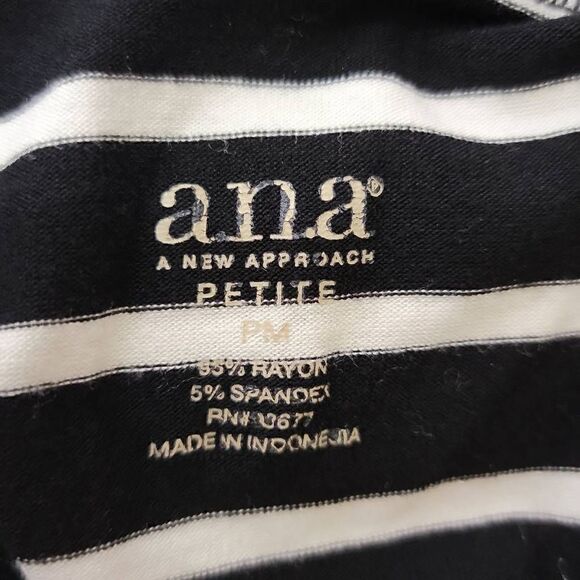 a.n.a®
A NEW APPROACH
PETITE
PM
95% RAYON
5% SPANDEX
MADE IN INDONESIA